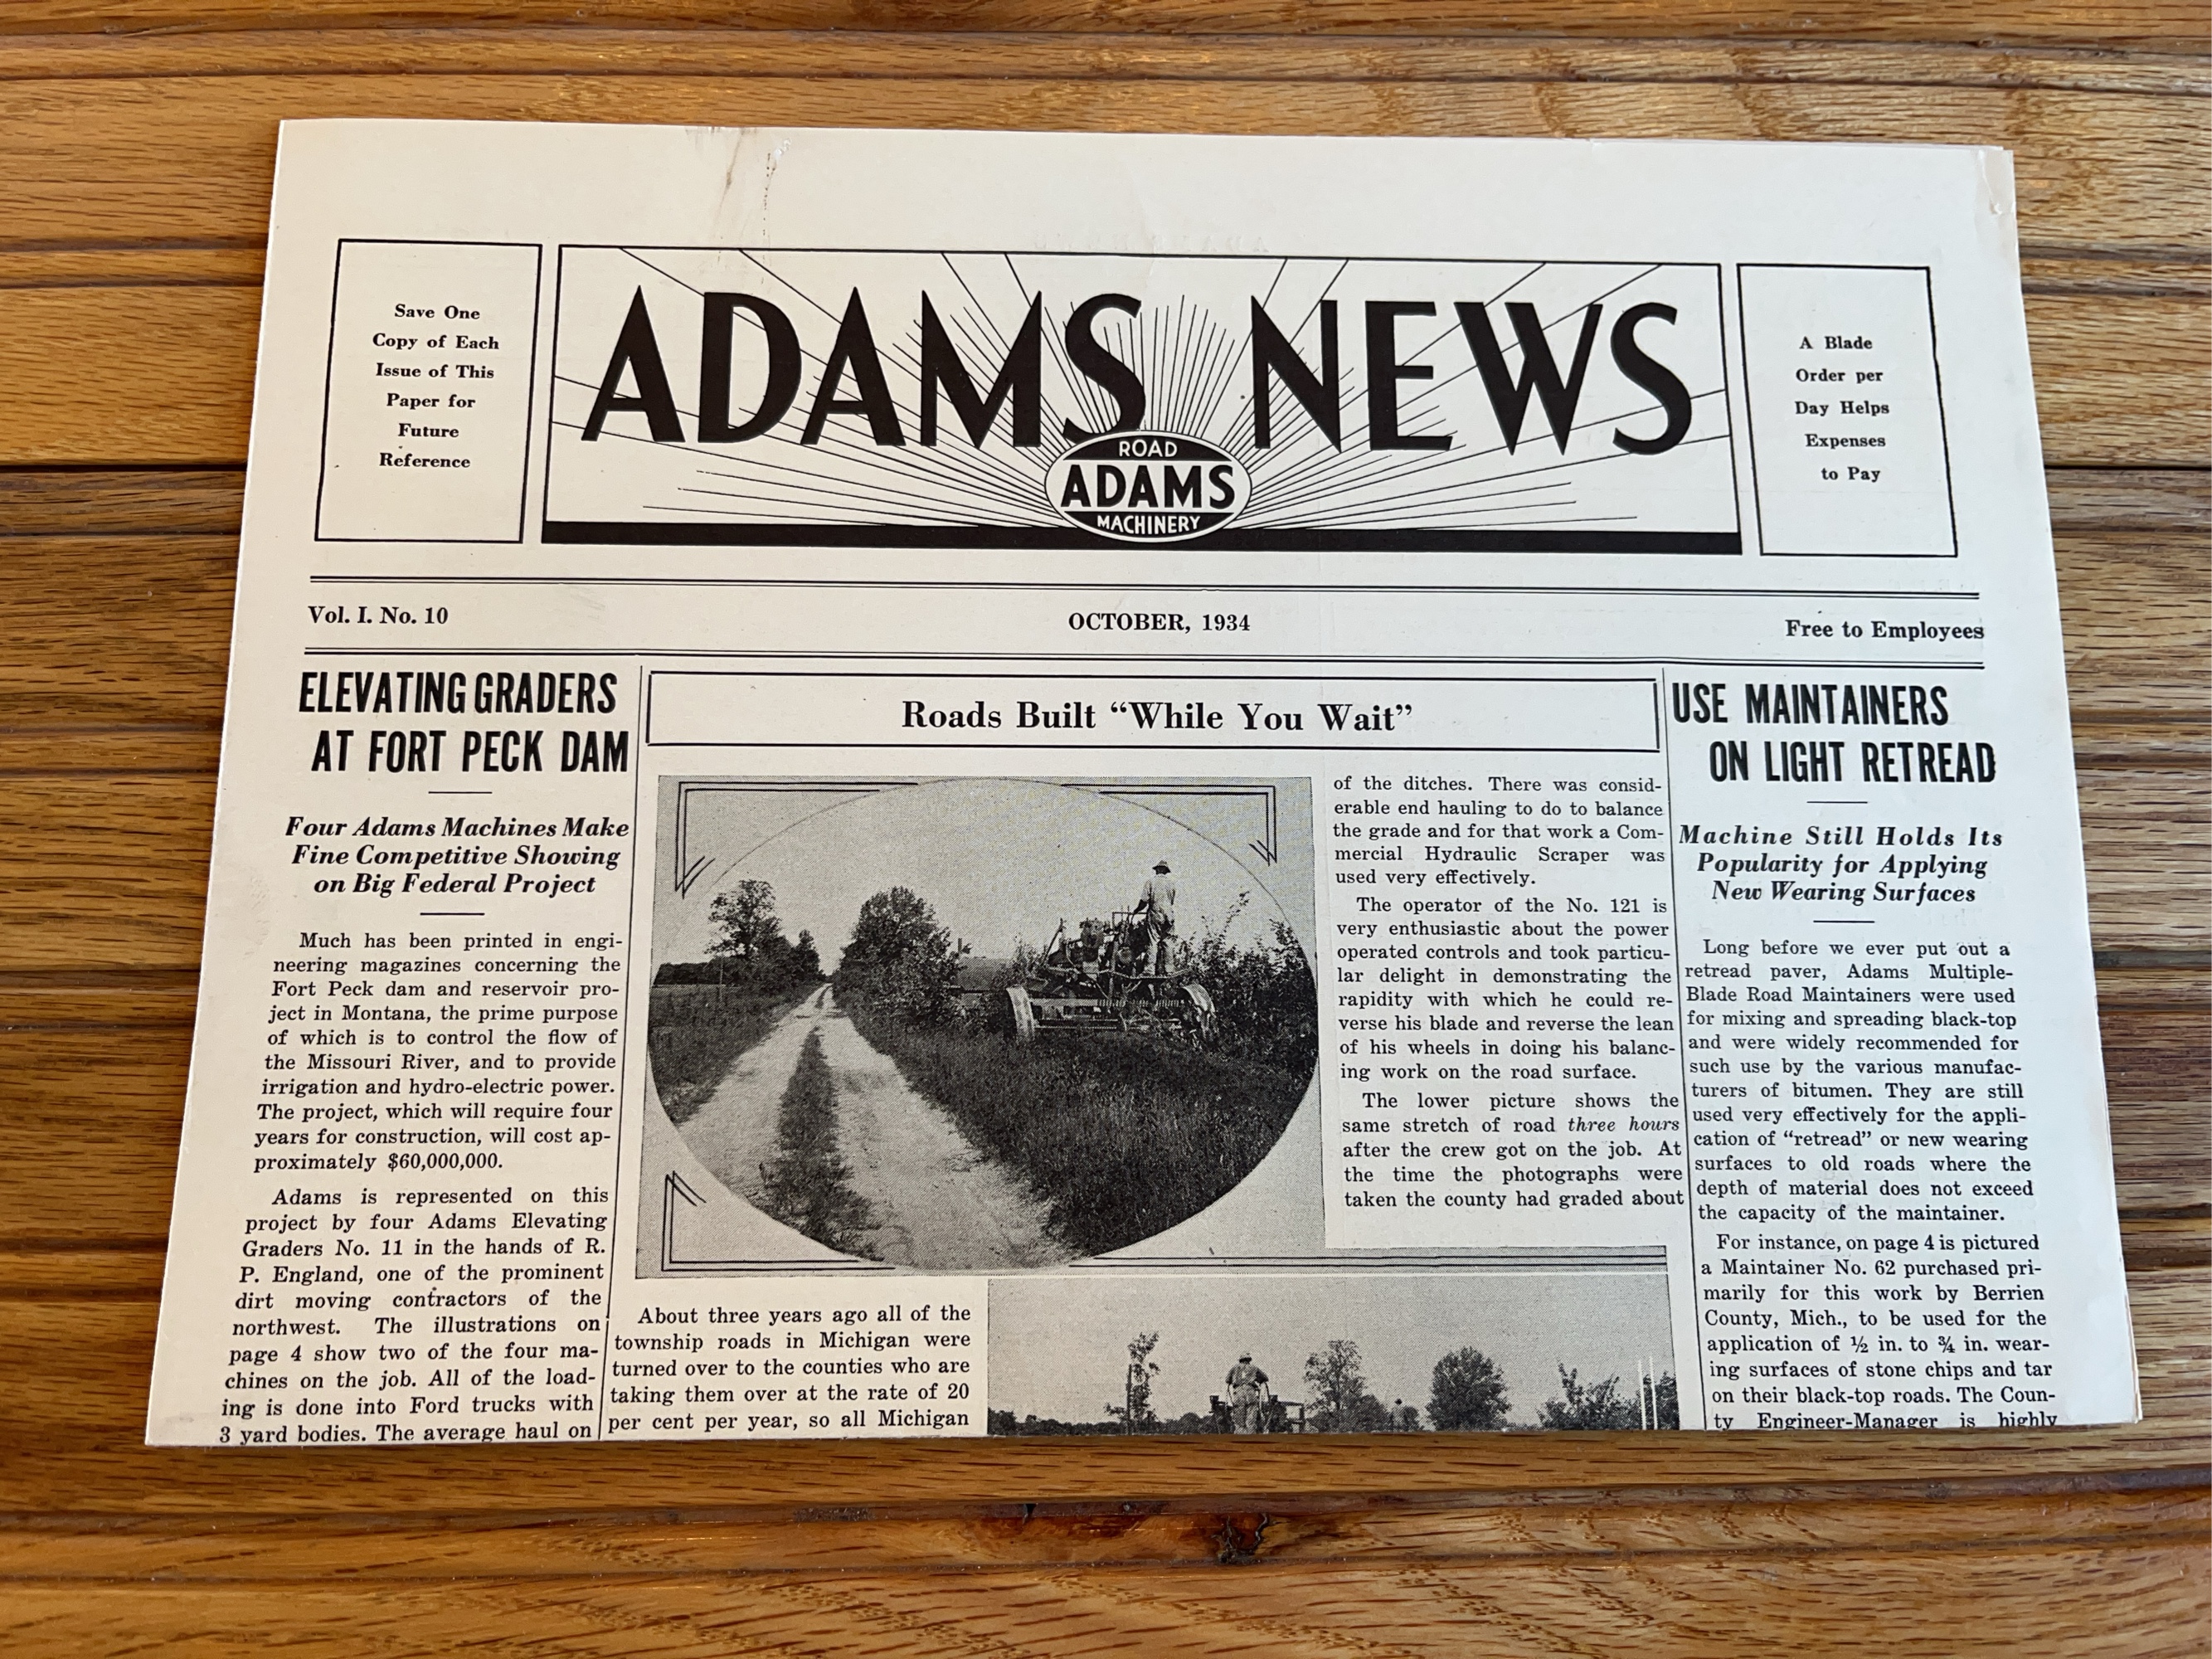 Save One
Copy of Each
Issue of This
Paper for
Future
Reference
ADAMS NEWS
ROAD
ADAMS
MACHINERY
A Blade
Order per
Day Helps
Expenses
to Pay
Vol. I. No. 10
OCTOBER, 1934
Free to Employees
ELEVATING GRADERS
AT FORT PECK DAM
Four Adams Machines Make
Fine Competitive Showing
on Big Federal Project
Much has been printed in engi-
neering magazines concerning the
Fort Peck dam and reservoir pro-
ject in Montana, the prime purpose
of which is to control the flow of
the Missouri River, and to provide
irrigation and hydro-electric power.
The project, which will require four
years for construction, will cost ap-
proximately $60,000,000.
Adams is represented on this
project by four Adams Elevating
Graders No. 11 in the hands of R.
P. England, one of the prominent
dirt moving contractors of the
northwest. The illustrations on
page 4 show two of the four ma-
chines on the job. All of the load-
ing is done into Ford trucks with
3 yard bodies. The average haul on
Roads Built “While You Wait”
About three years ago all of the
township roads in Michigan were
turned over to the counties who are
taking them over at the rate of 20
per cent per year, so all Michigan
of the ditches. There was consid-
erable end hauling to do to balance
the grade and for that work a Com-
mercial Hydraulic Scraper was
used very effectively.
The operator of the No. 121 is
very enthusiastic about the power
operated controls and took particu-
lar delight in demonstrating the
rapidity with which he could re-
verse his blade and reverse the lean
of his wheels in doing his balanc-
ing work on the road surface.
The lower picture shows the
same stretch of road three hours
after the crew got on the job. At
the time the photographs were
taken the county had graded about
USE MAINTAINERS
ON LIGHT RETREAD
Machine Still Holds Its
Popularity for Applying
New Wearing Surfaces
Long before we ever put out a
retread paver, Adams Multiple-
Blade Road Maintainers were used
for mixing and spreading black-top
and were widely recommended for
such use by the various manufac-
turers of bitumen. They are still
used very effectively for the appli-
cation of “retread” or new wearing
surfaces to old roads where the
depth of material does not exceed
the capacity of the maintainer.
For instance, on page 4 is pictured
a Maintainer No. 62 purchased pri-
marily for this work by Berrien
County, Mich., to be used for the
application of ½ in. to ¾ in. wear-
ing surfaces of stone chips and tar
on their black-top roads. The Coun-
ty Engineer-Manager is highly